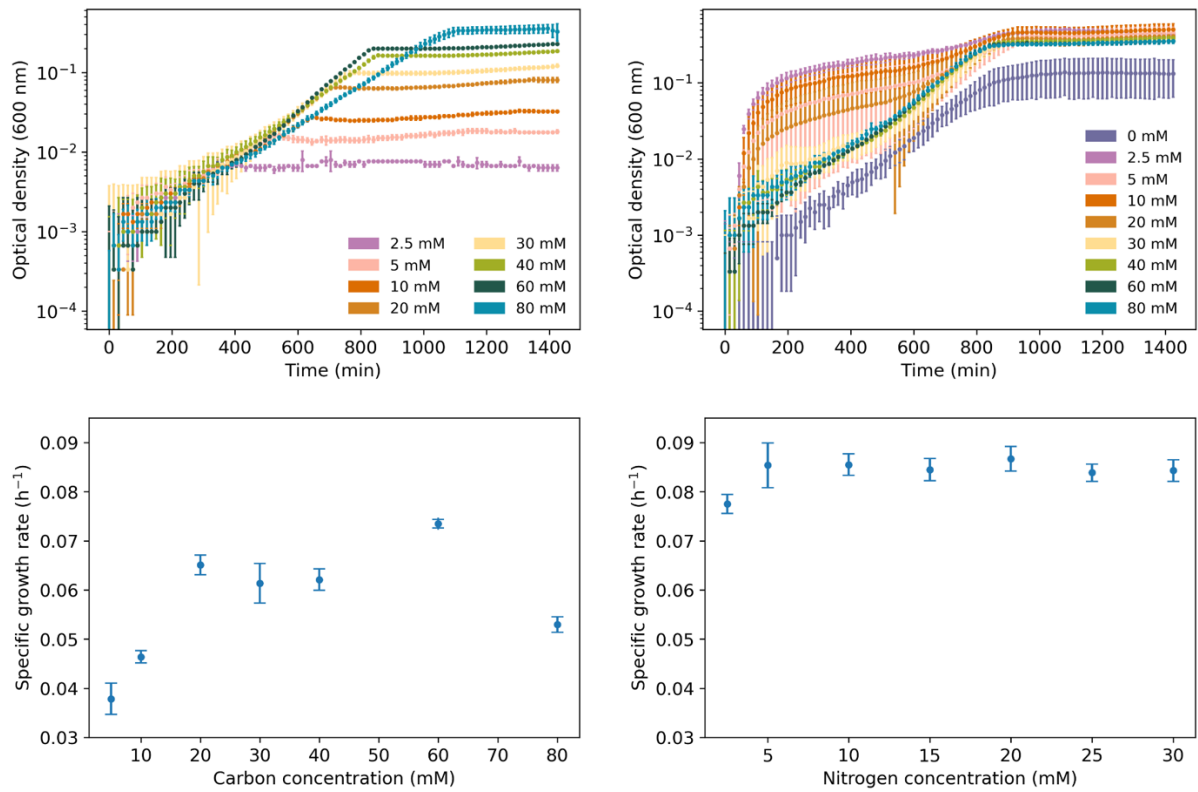 Optical density (600 nm)
10⁻¹
10⁻²
10⁻³
10⁻⁴
0 200 400 600 800 1000 1200 1400
Time (min)
2.5 mM
5 mM
10 mM
20 mM
30 mM
40 mM
60 mM
80 mM
Optical density (600 nm)
10⁻¹
10⁻²
10⁻³
10⁻⁴
0 200 400 600 800 1000 1200 1400
Time (min)
0 mM
2.5 mM
5 mM
10 mM
20 mM
30 mM
40 mM
60 mM
80 mM
Specific growth rate (h⁻¹)
0.09
0.08
0.07
0.06
0.05
0.04
0.03
10 20 30 40 50 60 70 80
Carbon concentration (mM)
Specific growth rate (h⁻¹)
0.09
0.08
0.07
0.06
0.05
0.04
0.03
5 10 15 20 25 30
Nitrogen concentration (mM)